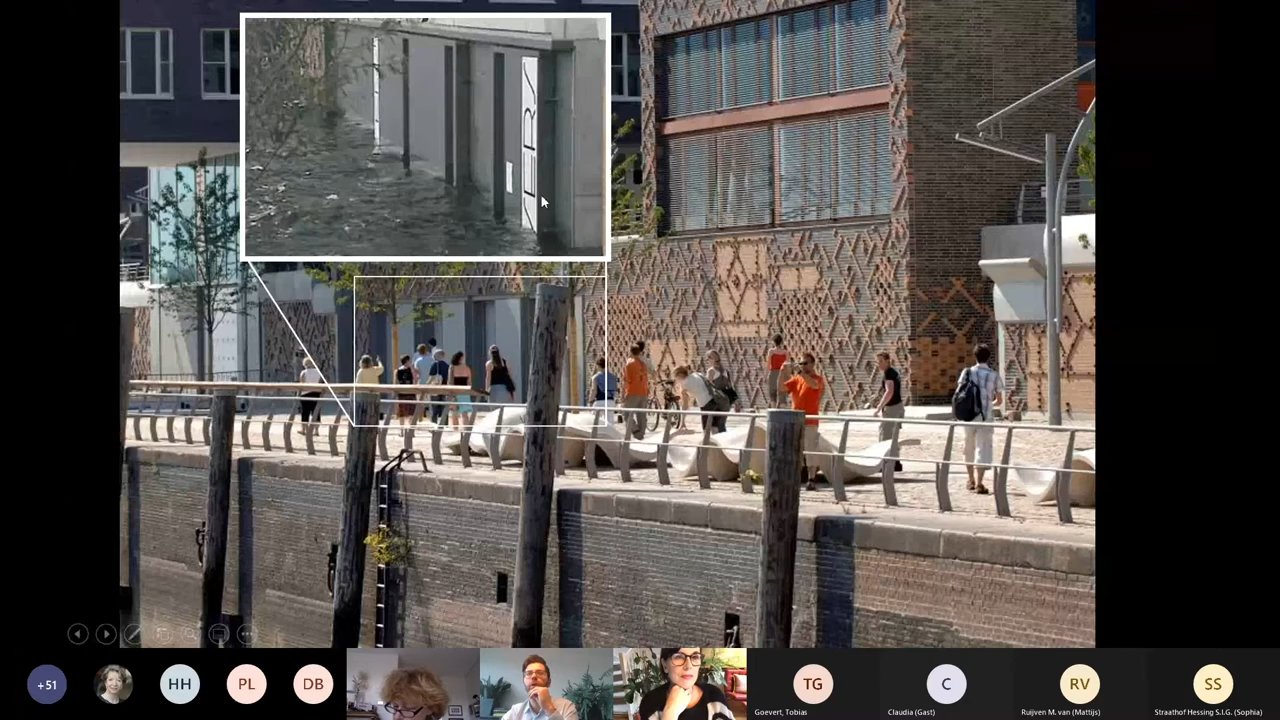 +51
HH
PL
DB
TG
C
RV
SS
Goevert, Tobias
Claudia (Gast)
Ruijven M. van (Mattijs)
Straathof Hessing S.I.G. (Sophia)